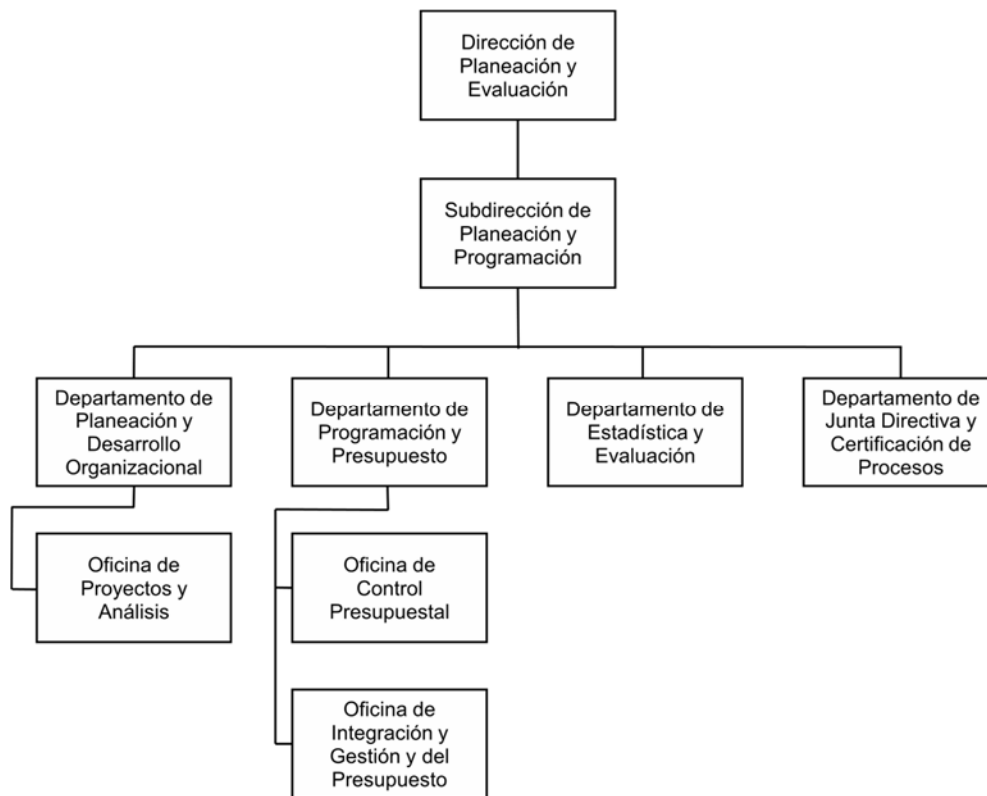 Dirección de
Planeación y
Evaluación
Subdirección de
Planeación y
Programación
Departamento de
Planeación y
Desarrollo
Organizacional
Departamento de
Programación y
Presupuesto
Departamento de
Estadística y
Evaluación
Departamento de
Junta Directiva y
Certificación de
Procesos
Oficina de
Proyectos y
Análisis
Oficina de
Control
Presupuestal
Oficina de
Integración y
Gestión y del
Presupuesto